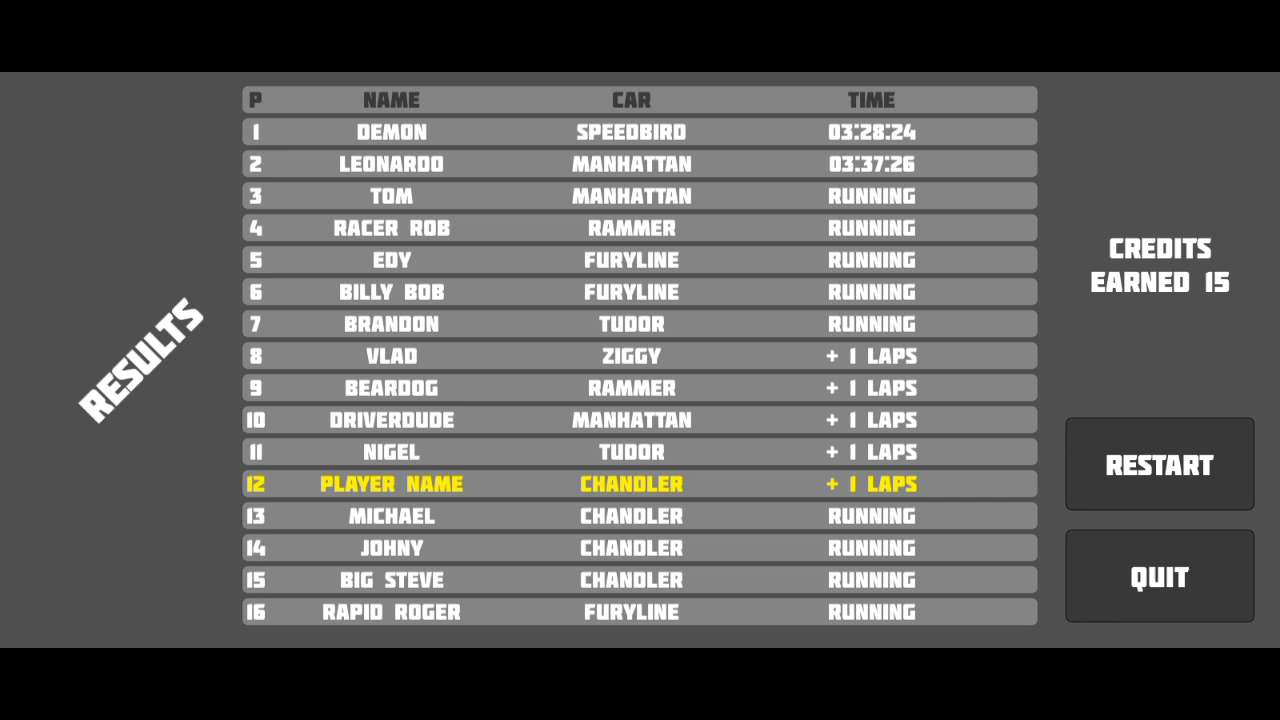 RESULTS
P NAME CAR TIME
1 DEMON SPEEDBIRD 03:28:24
2 LEONARDO MANHATTAN 03:37:26
3 TOM MANHATTAN RUNNING
4 RACER ROB RAMMER RUNNING
5 EDY FURYLINE RUNNING
6 BILLY BOB FURYLINE RUNNING
7 BRANDON TUDOR RUNNING
8 VLAD ZIGGY + 1 LAPS
9 BEARDOG RAMMER + 1 LAPS
10 DRIVERDUDE MANHATTAN + 1 LAPS
11 NIGEL TUDOR + 1 LAPS
12 PLAYER NAME CHANDLER + 1 LAPS
13 MICHAEL CHANDLER RUNNING
14 JOHNY CHANDLER RUNNING
15 BIG STEVE CHANDLER RUNNING
16 RAPID ROGER FURYLINE RUNNING
CREDITS
EARNED 15
RESTART
QUIT